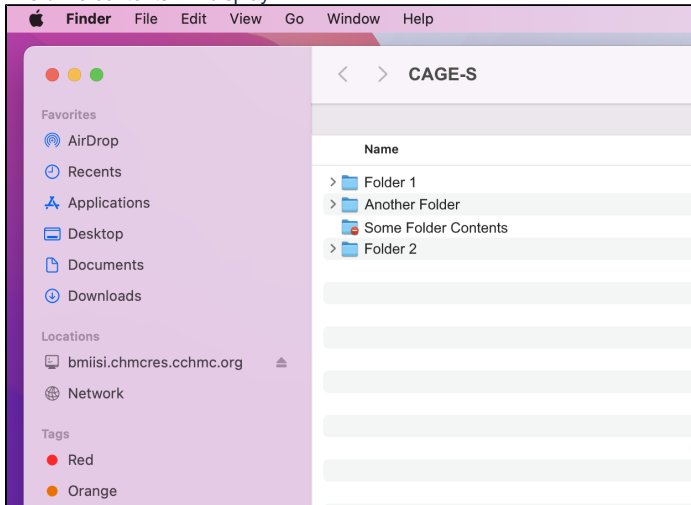 Finder File Edit View Go Window Help
CAGE-S
Favorites
AirDrop
Recents
Applications
Desktop
Documents
Downloads
Locations
bmiisi.chmcres.cchmc.org
Network
Tags
Red
Orange
Name
Folder 1
Another Folder
Some Folder Contents
Folder 2